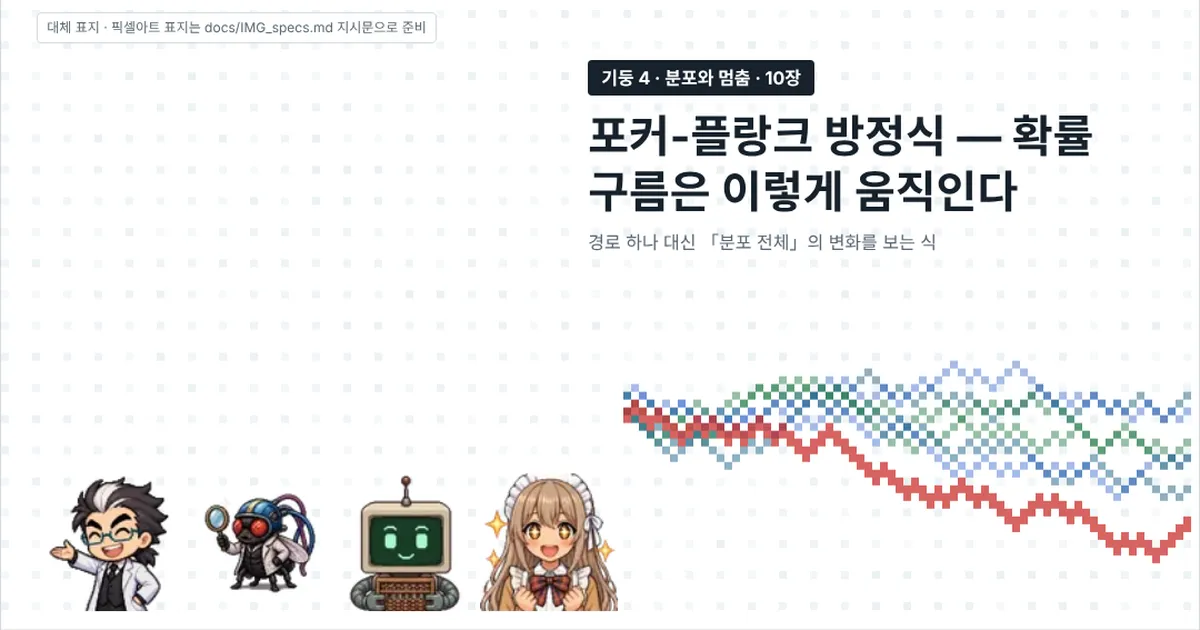 대체 표지 · 픽셀아트 표지는 docs/IMG_specs.md 지시문으로 준비
기둥 4 · 분포와 멈춤 · 10장
포커-플랑크 방정식 — 확률
구름은 이렇게 움직인다
경로 하나 대신 「분포 전체」의 변화를 보는 식